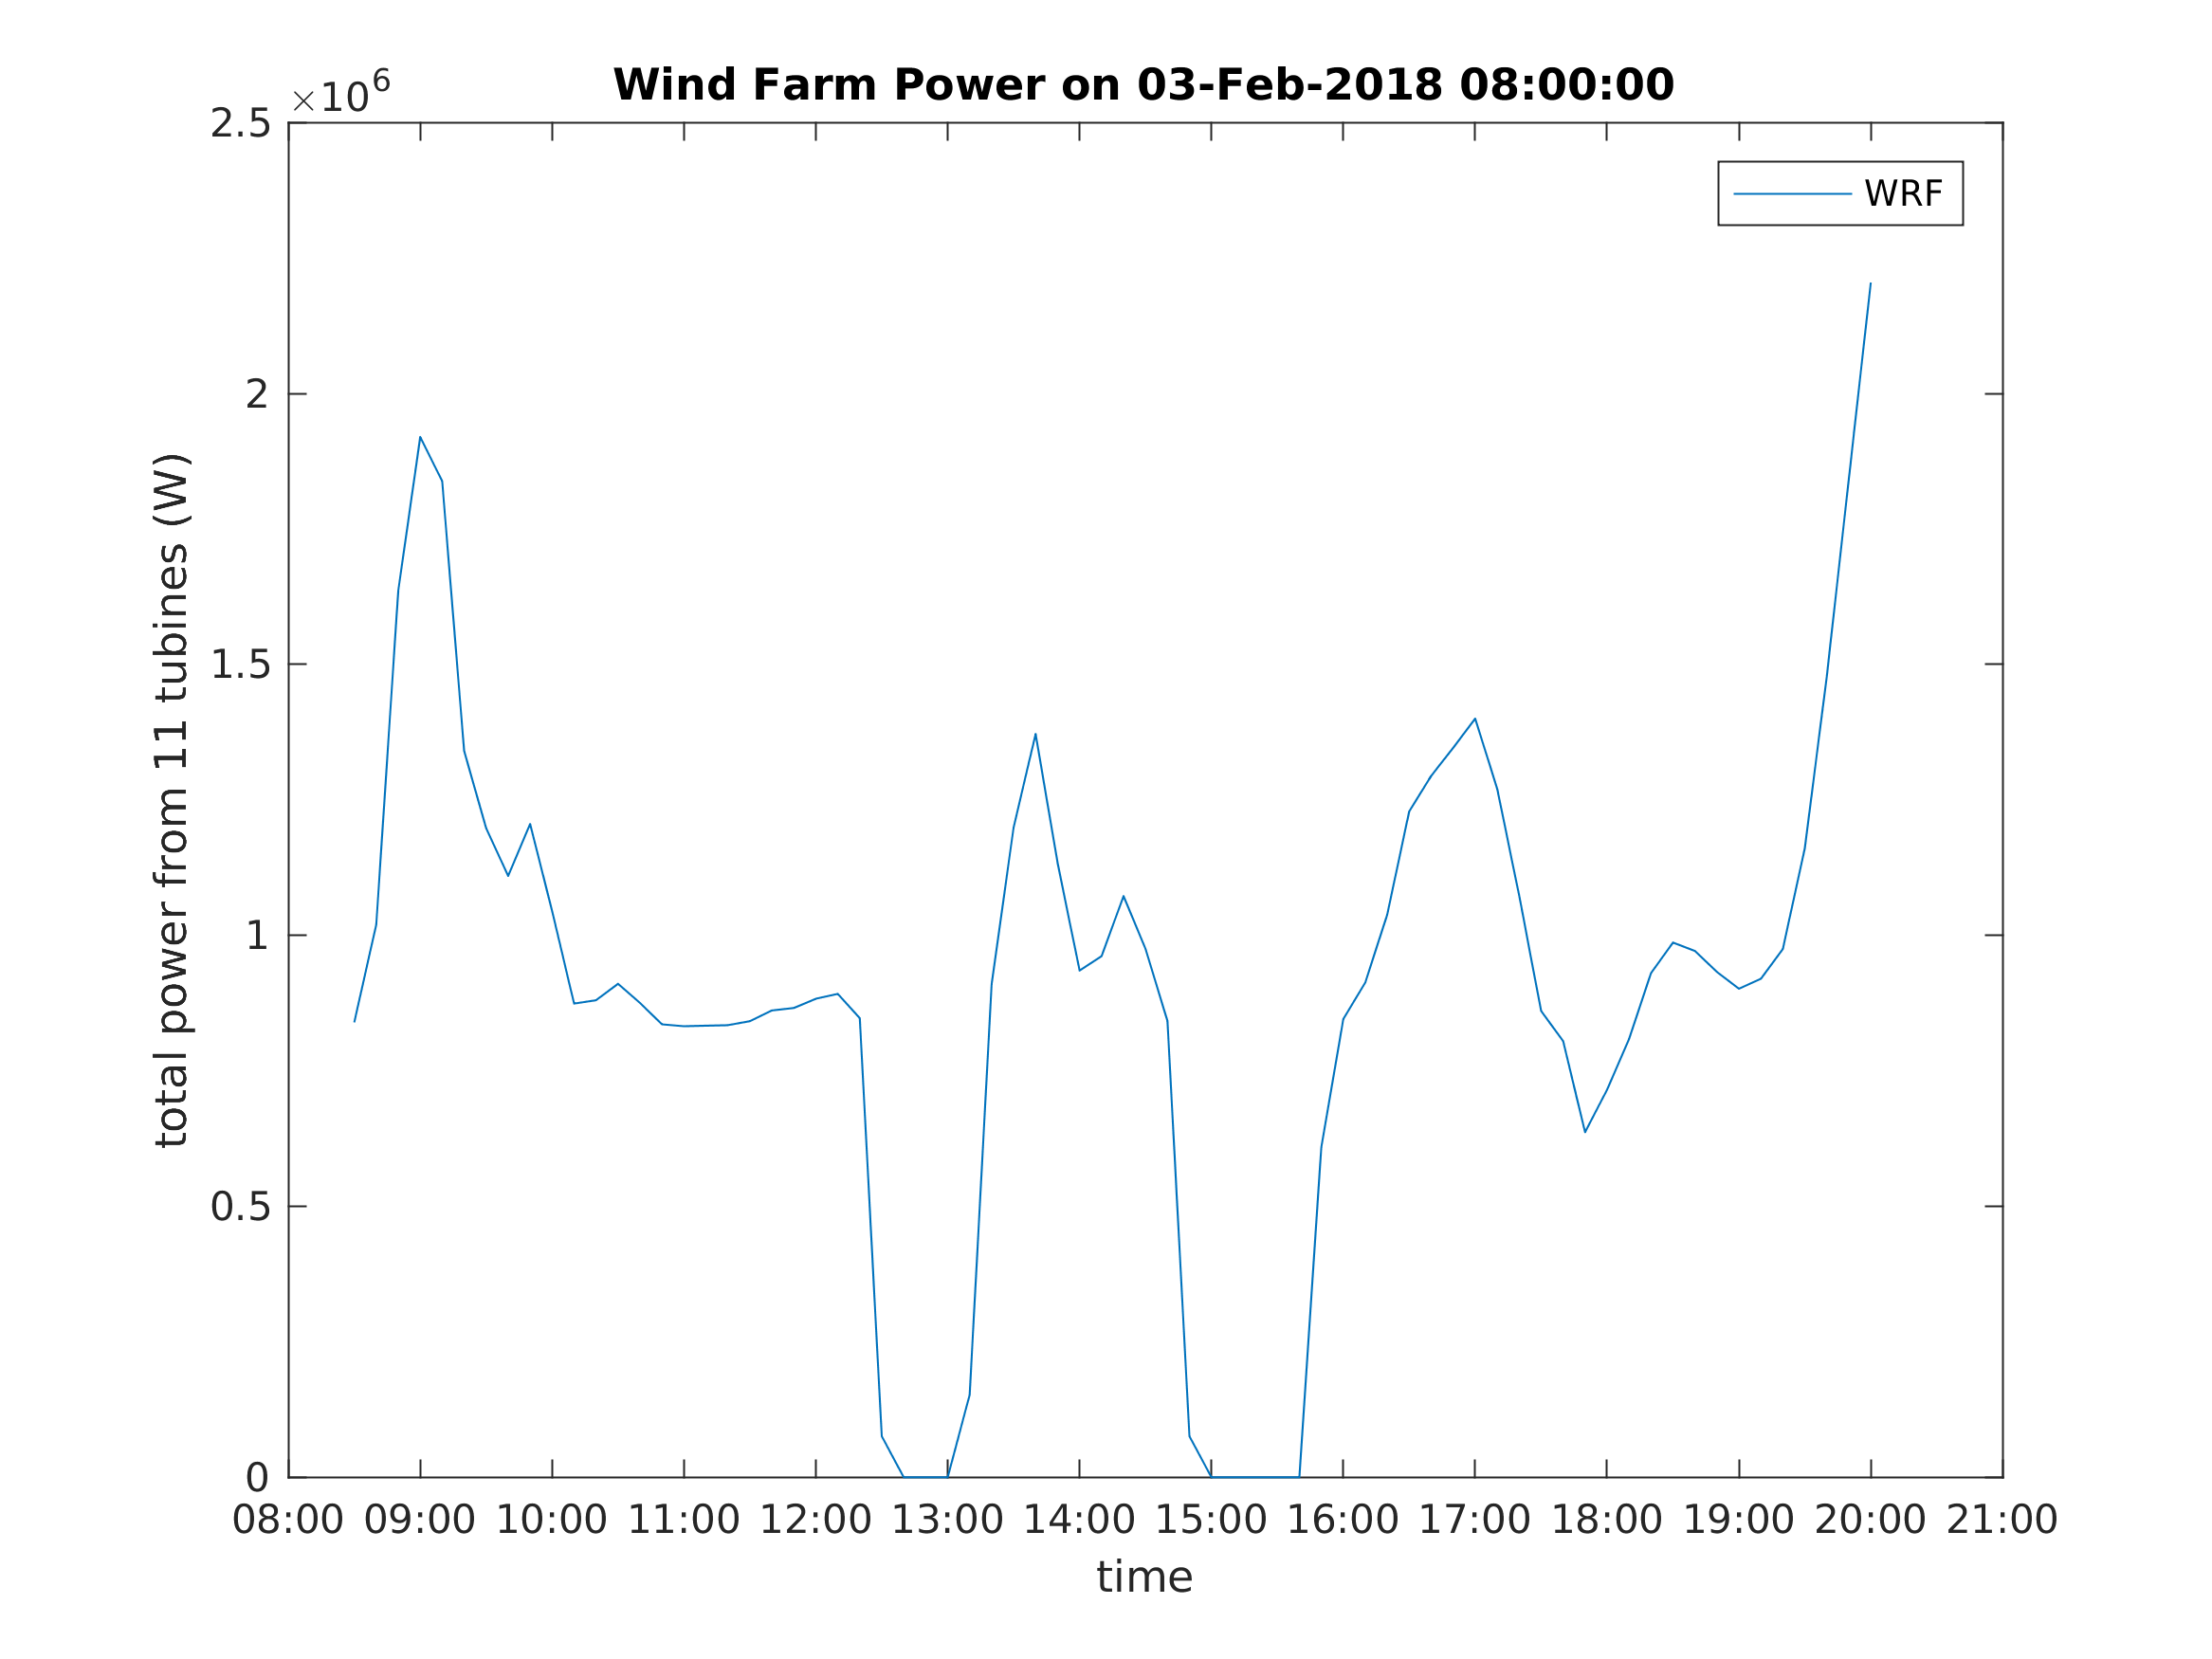 Wind Farm Power on 03-Feb-2018 08:00:00
×10⁶
WRF
total power from 11 tubines (W)
2.5
2
1.5
1
0.5
0
08:00 09:00 10:00 11:00 12:00 13:00 14:00 15:00 16:00 17:00 18:00 19:00 20:00 21:00
time